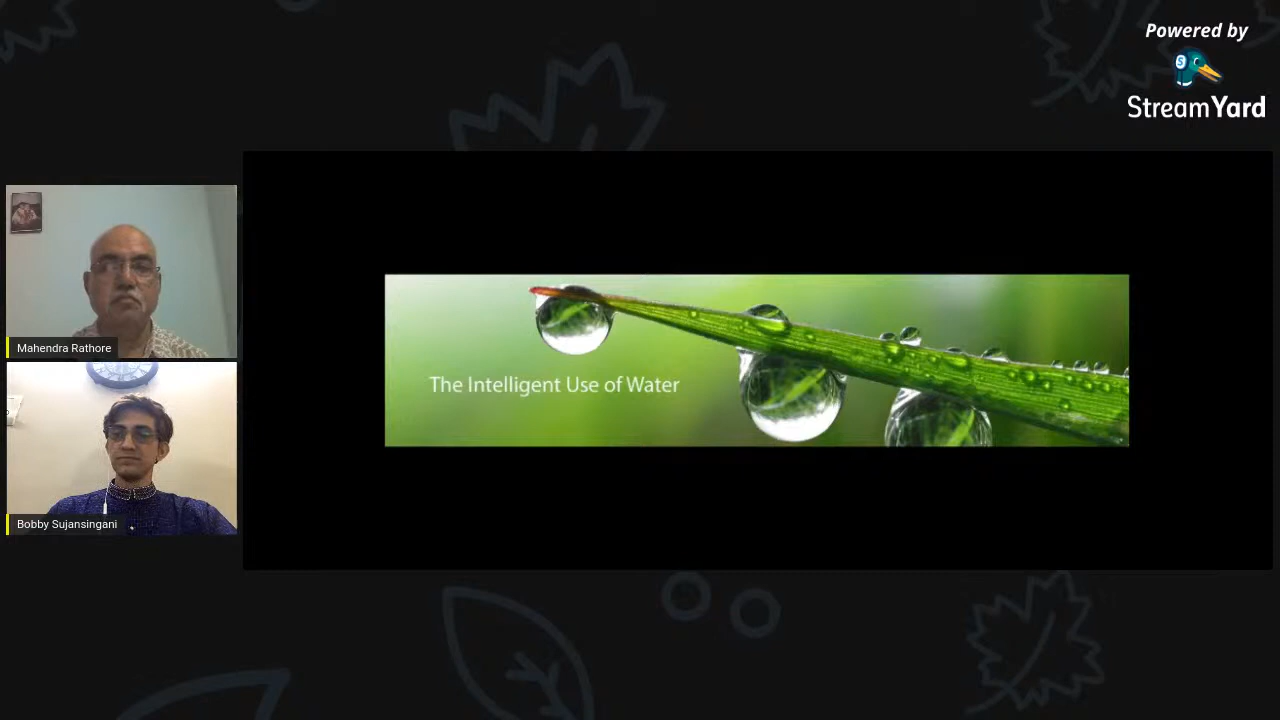 Powered by
StreamYard
Mahendra Rathore
The Intelligent Use of Water
Bobby Sujansingani